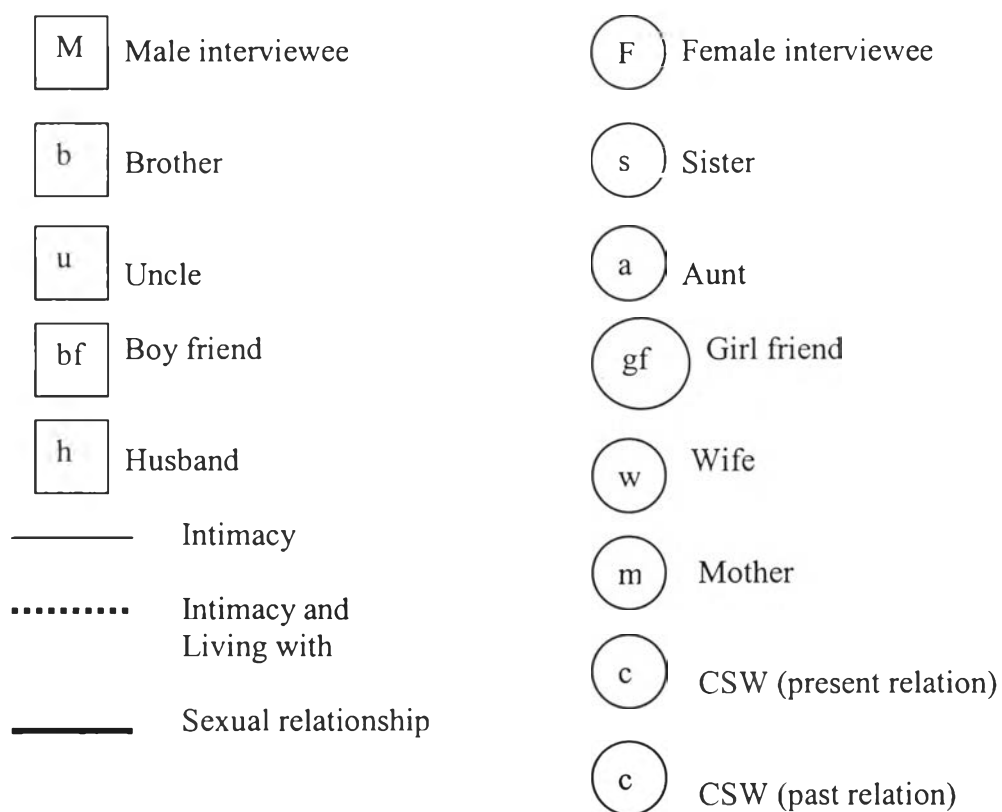 M Male interviewee
F Female interviewee
b Brother
s Sister
u Uncle
a Aunt
bf Boy friend
gf Girl friend
h Husband
w Wife
Intimacy
m Mother
Intimacy and
Living with
c CSW (present relation)
Sexual relationship
c CSW (past relation)